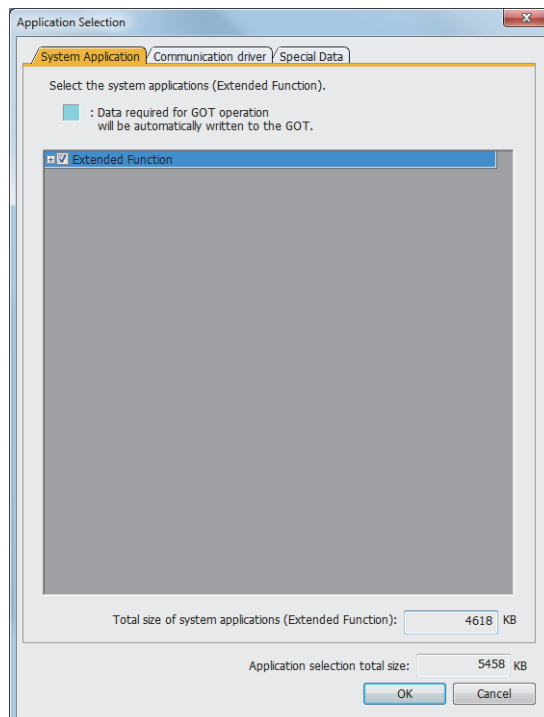 Application Selection
System Application Communication driver Special Data
Select the system applications (Extended Function).
: Data required for GOT operation
will be automatically written to the GOT.
Extended Function
Total size of system applications (Extended Function): 4618 KB
Application selection total size: 5458 KB
OK Cancel